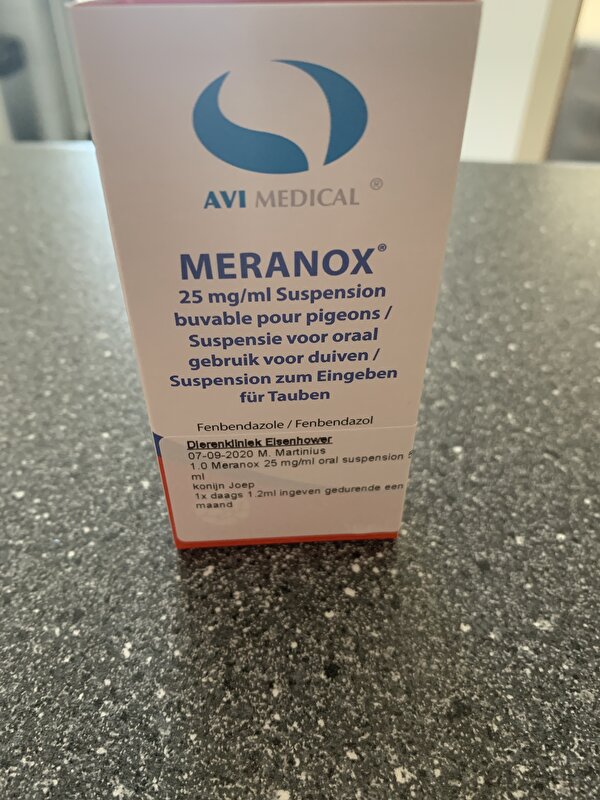 AVI MEDICAL ®
MERANOX®
25 mg/ml Suspension
buvable pour pigeons /
Suspensie voor oraal
gebruik voor duiven /
Suspension zum Eingeben
für Tauben
Fenbendazole / Fenbendazol
Dierenkliniek Eisenhower
07-09-2020 M. Martinius
1.0 Meranox 25 mg/ml oral suspension
ml
konijn Joep
1x daags 1.2ml ingeven gedurende een
maand